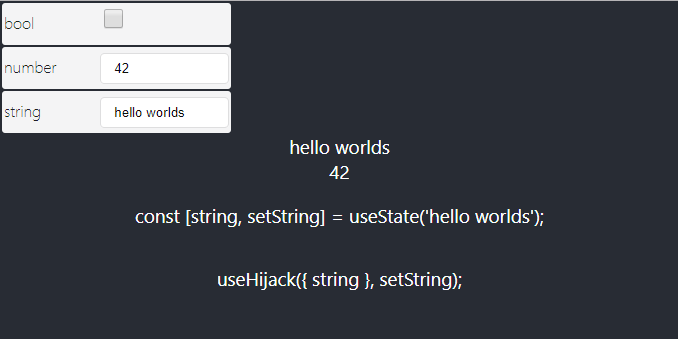 bool
number 42
string hello worlds
hello worlds
42
const [string, setString] = useState('hello worlds');
useHijack({ string }, setString);